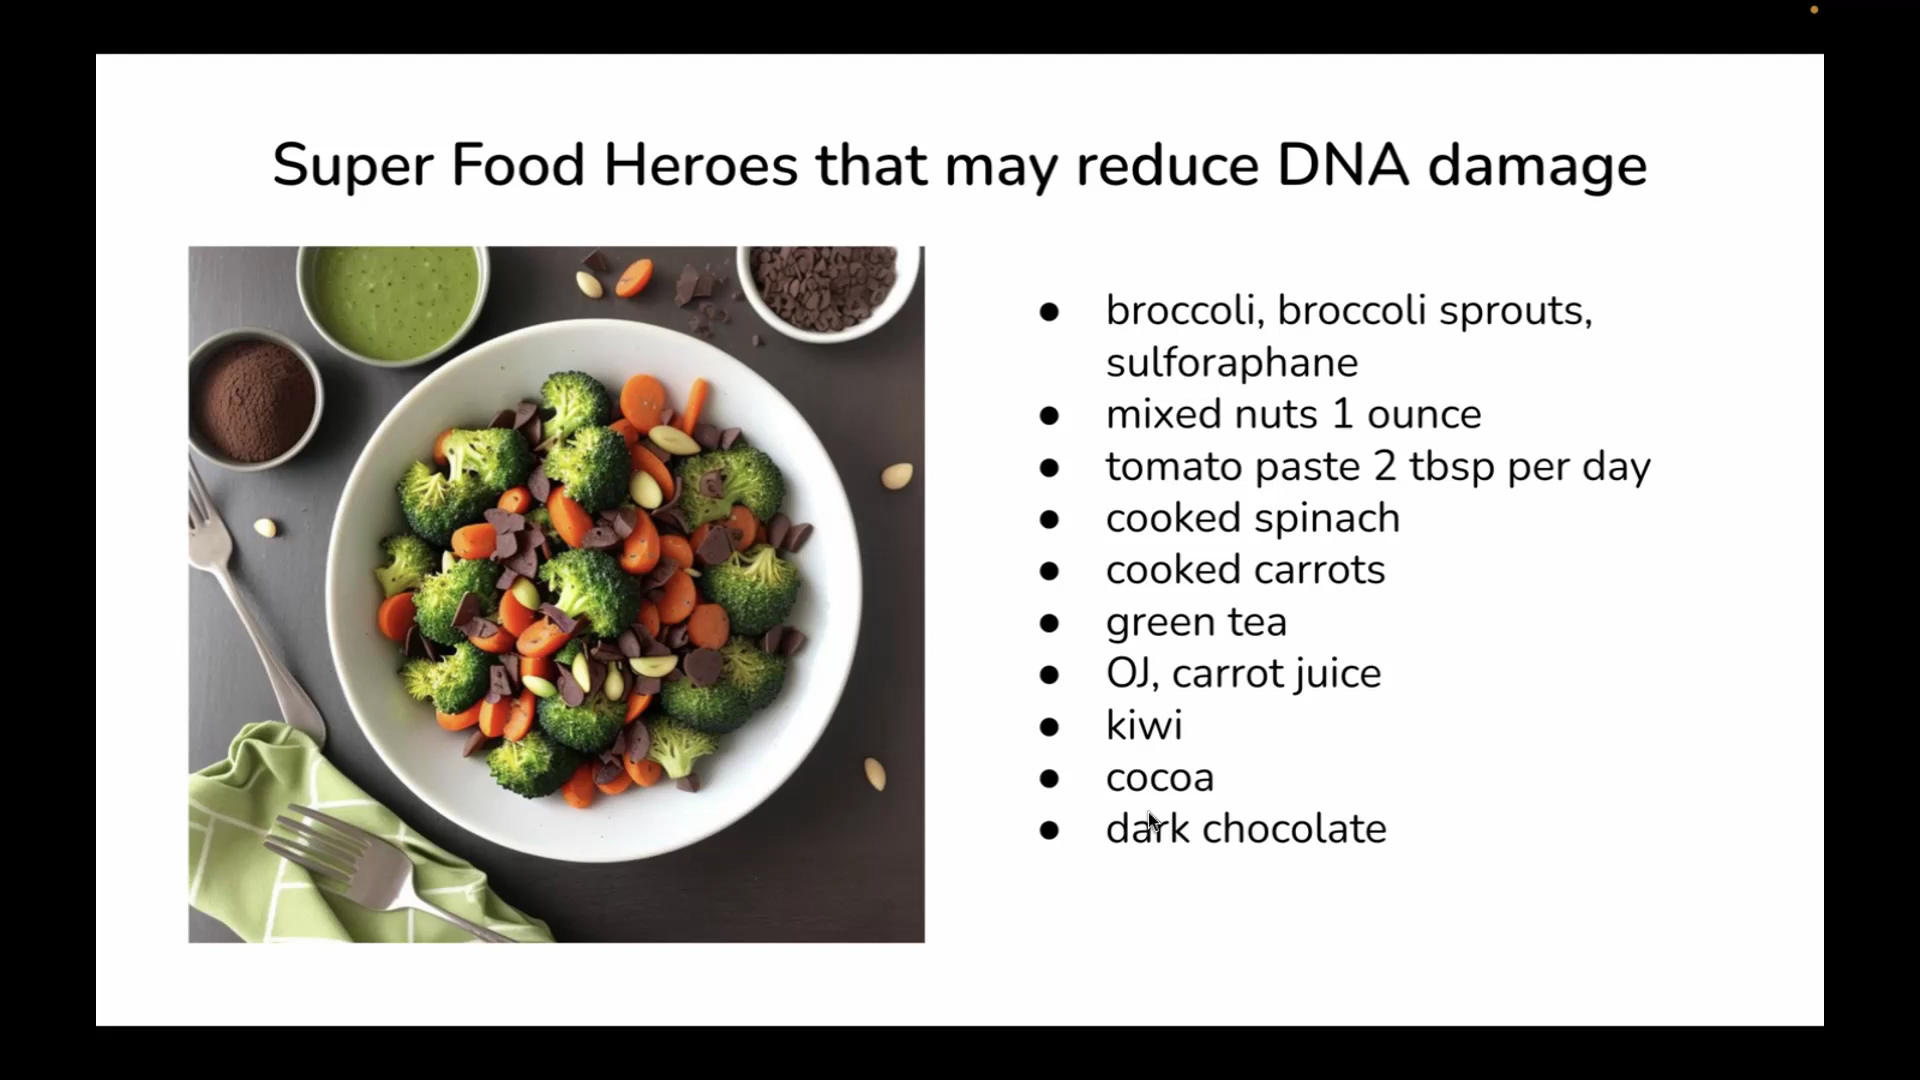 Super Food Heroes that may reduce DNA damage
● broccoli, broccoli sprouts,
sulforaphane
● mixed nuts 1 ounce
● tomato paste 2 tbsp per day
● cooked spinach
● cooked carrots
● green tea
● OJ, carrot juice
● kiwi
● cocoa
● dark chocolate